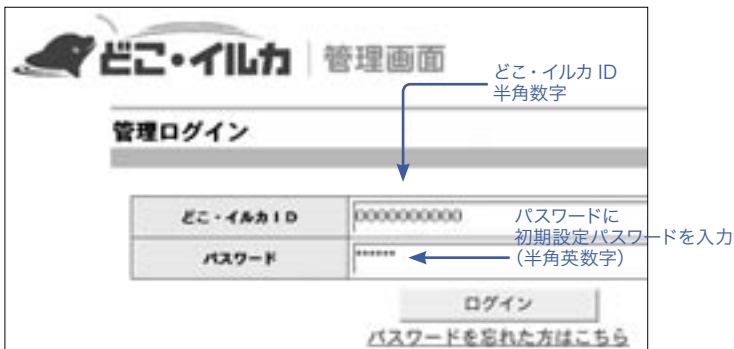 どこ・イルカ 管理画面
どこ・イルカ ID
半角数字
管理ログイン
どこ・イルカID 0000000000
パスワードに
初期設定パスワードを入力
パスワード ******
(半角英数字)
ログイン
パスワードを忘れた方はこちら